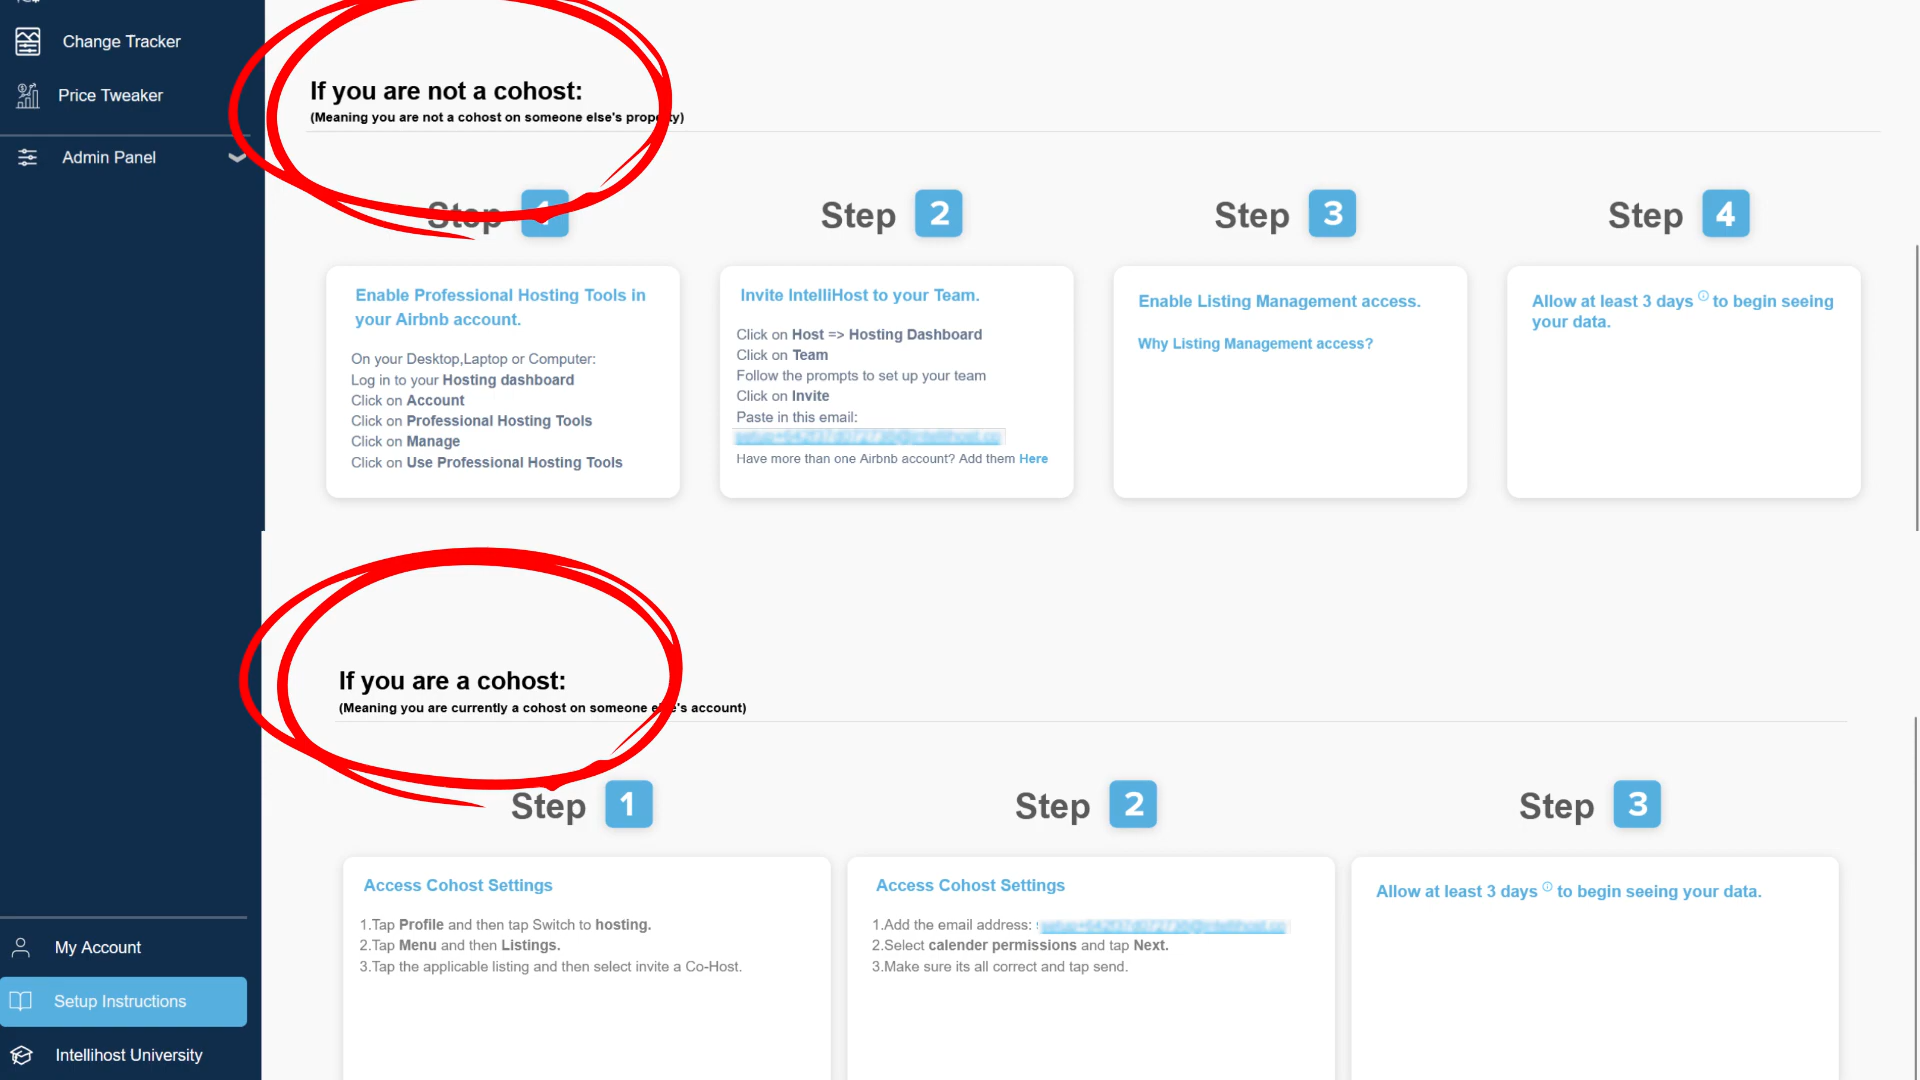 Change Tracker
Price Tweaker
Admin Panel
If you are not a cohost:
(Meaning you are not a cohost on someone else's property)
Step 1
Step 2
Step 3
Step 4
Enable Professional Hosting Tools in
your Airbnb account.
On your Desktop,Laptop or Computer:
Log in to your Hosting dashboard
Click on Account
Click on Professional Hosting Tools
Click on Manage
Click on Use Professional Hosting Tools
Invite IntelliHost to your Team.
Click on Host => Hosting Dashboard
Click on Team
Follow the prompts to set up your team
Click on Invite
Paste in this email:
Have more than one Airbnb account? Add them Here
Enable Listing Management access.
Why Listing Management access?
Allow at least 3 days to begin seeing
your data.
If you are a cohost:
(Meaning you are currently a cohost on someone else's account)
Step 1
Step 2
Step 3
Access Cohost Settings
1.Tap Profile and then tap Switch to hosting.
2.Tap Menu and then Listings.
3.Tap the applicable listing and then select invite a Co-Host.
Access Cohost Settings
1.Add the email address:
2.Select calender permissions and tap Next.
3.Make sure its all correct and tap send.
Allow at least 3 days to begin seeing your data.
My Account
Setup Instructions
Intellihost University